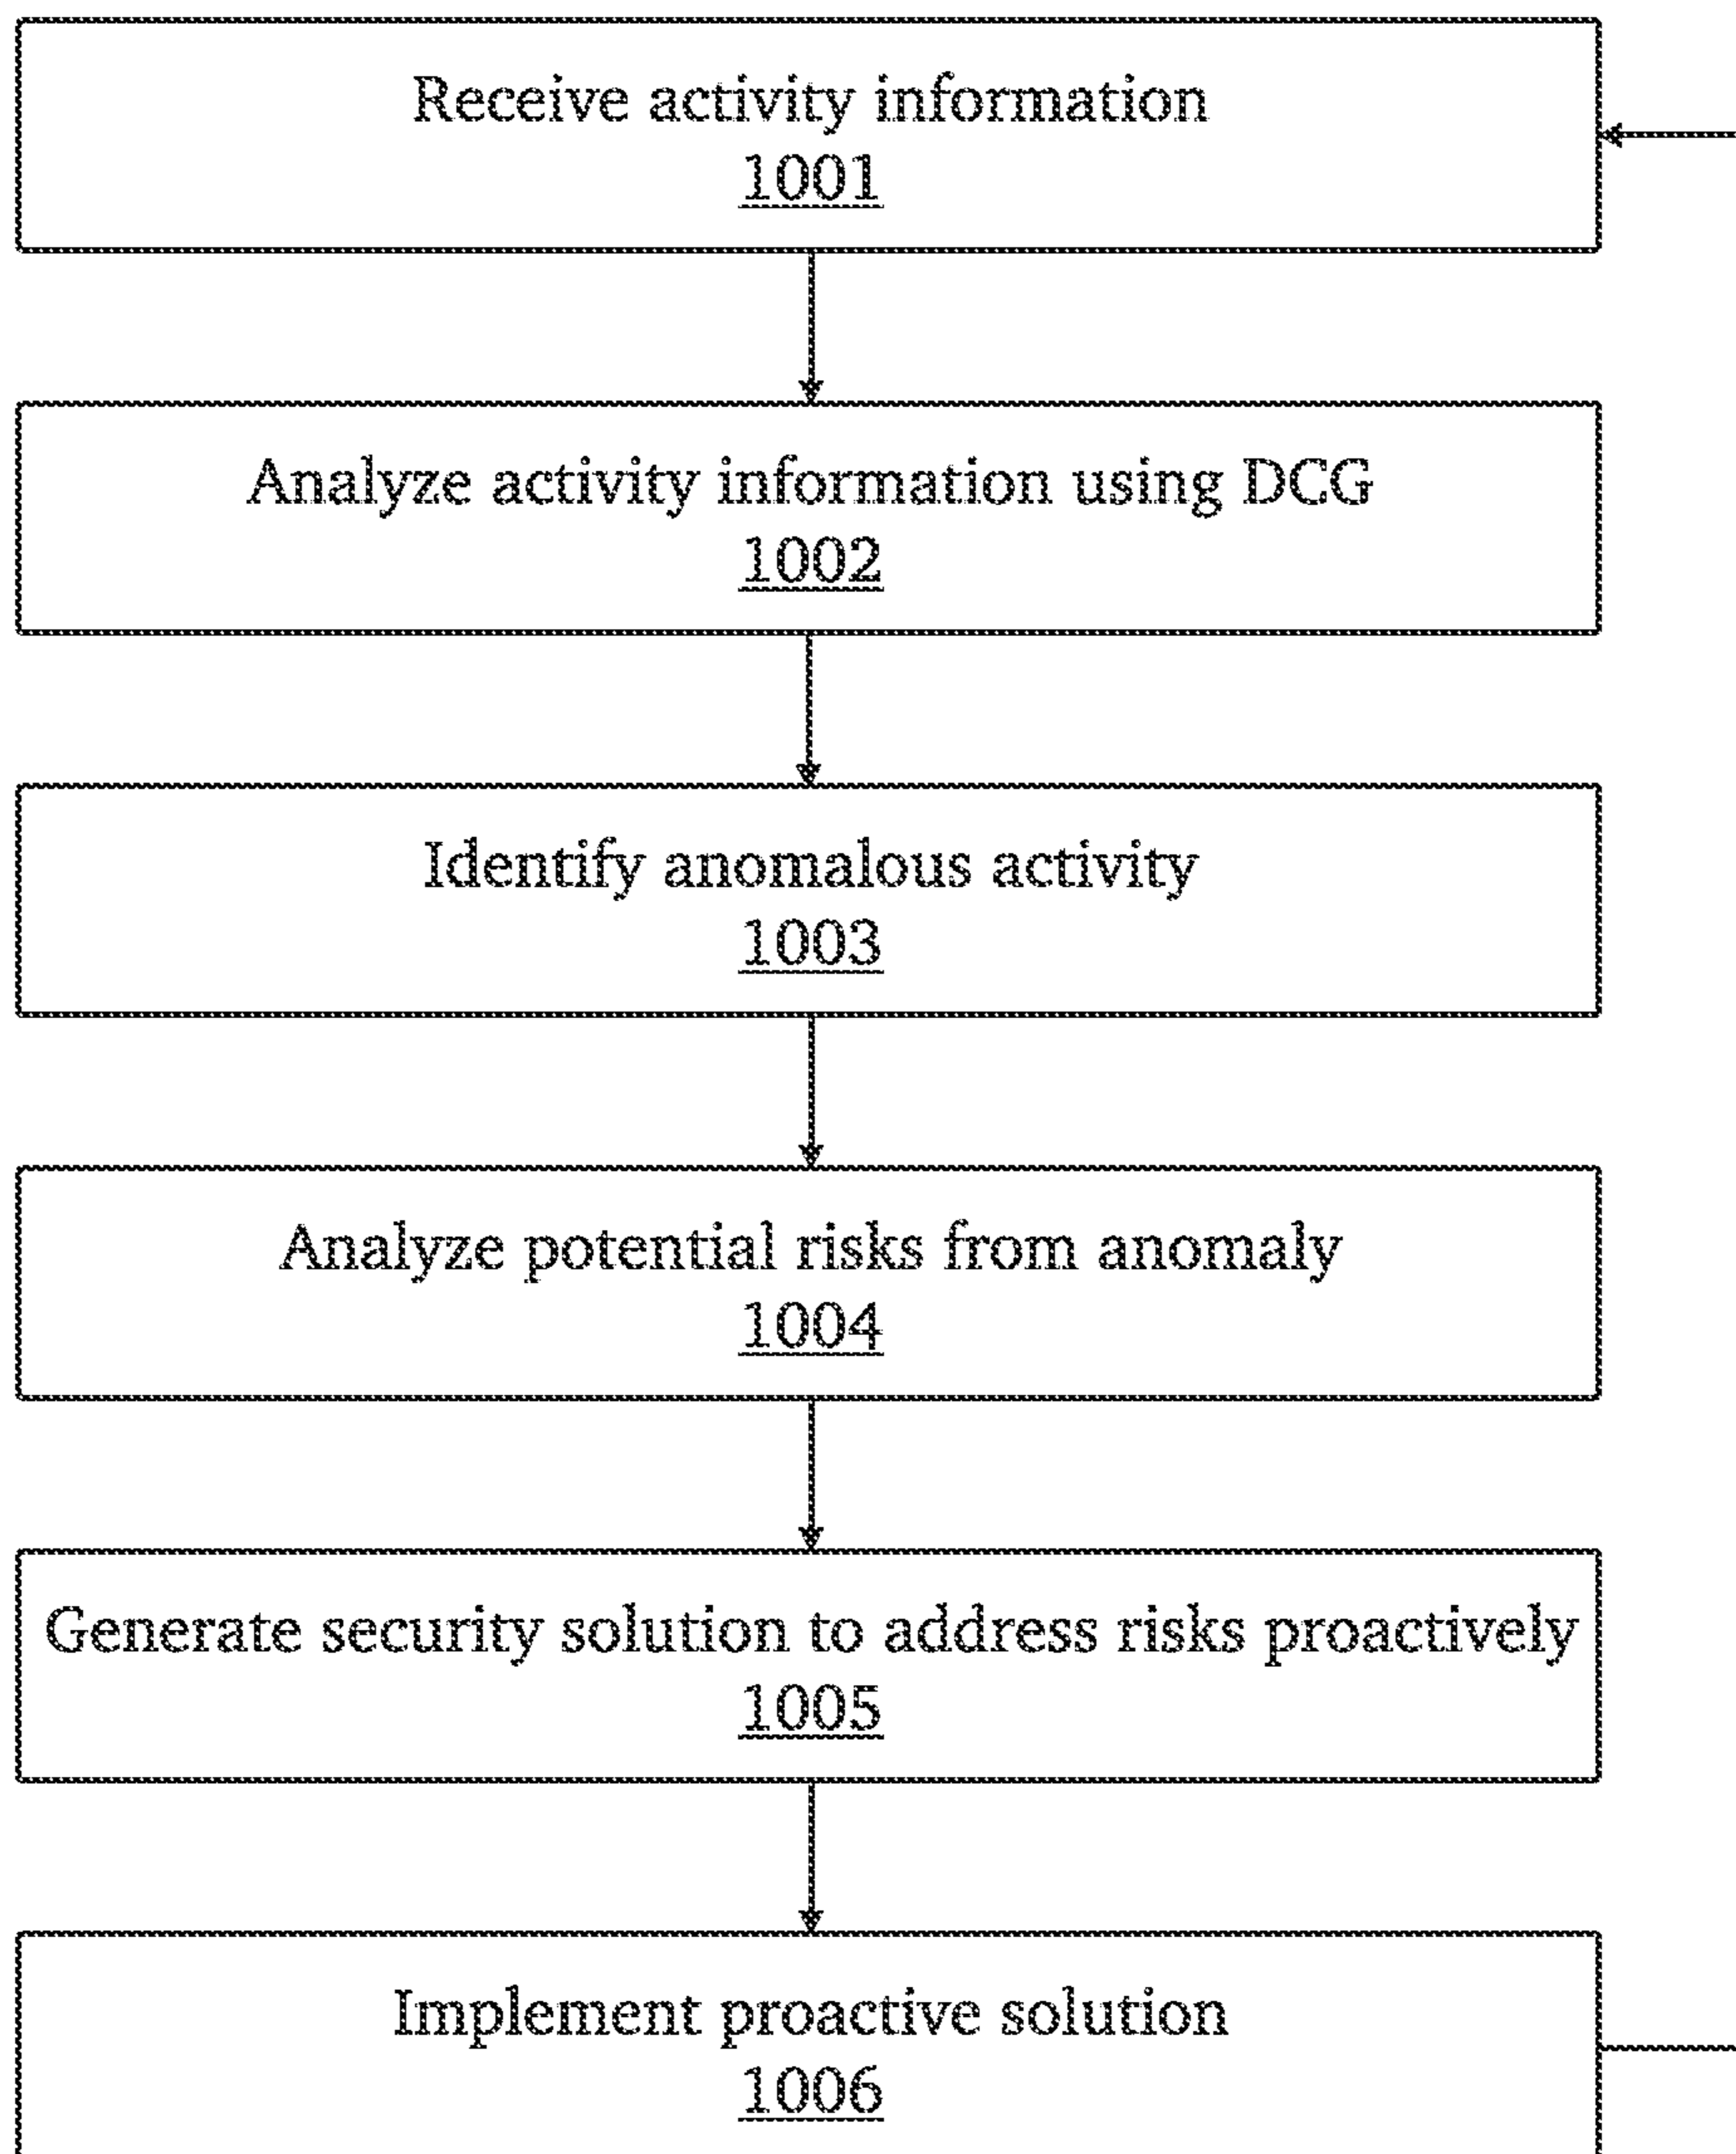 Receive activity information
1001
Analyze activity information using DCG
1002
Identify anomalous activity
1003
Analyze potential risks from anomaly
1004
Generate security solution to address risks proactively
1005
Implement proactive solution
1006